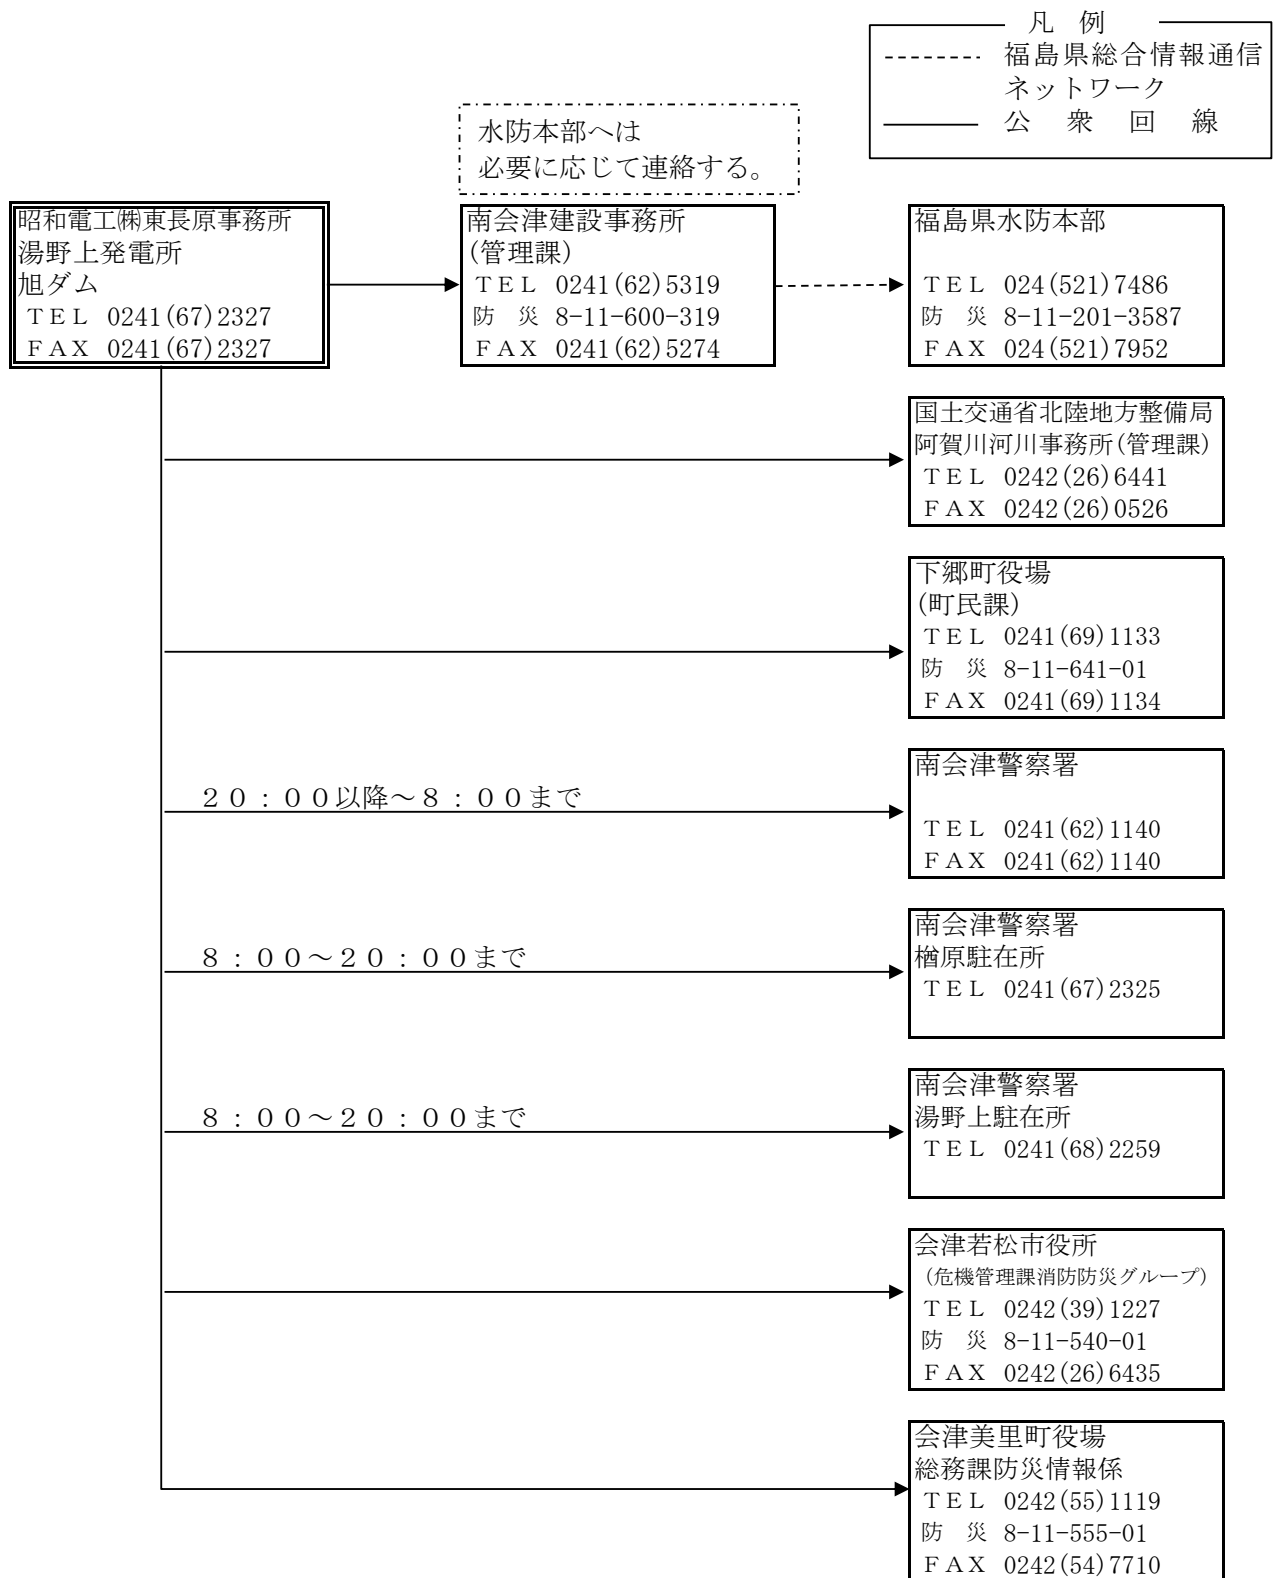 凡 例
福島県総合情報通信
ネットワーク
公 衆 回 線
水防本部へは
必要に応じて連絡する。
昭和電工㈱東長原事務所
湯野上発電所
旭ダム
ＴＥＬ 0241(67)2327
ＦＡＸ 0241(67)2327
南会津建設事務所
(管理課)
ＴＥＬ 0241(62)5319
防 災 8-11-600-319
ＦＡＸ 0241(62)5274
福島県水防本部
ＴＥＬ 024(521)7486
防 災 8-11-201-3587
ＦＡＸ 024(521)7952
国土交通省北陸地方整備局
阿賀川河川事務所(管理課)
ＴＥＬ 0242(26)6441
ＦＡＸ 0242(26)0526
下郷町役場
(町民課)
ＴＥＬ 0241(69)1133
防 災 8-11-641-01
ＦＡＸ 0241(69)1134
２０：００以降～８：００まで
南会津警察署
ＴＥＬ 0241(62)1140
ＦＡＸ 0241(62)1140
８：００～２０：００まで
南会津警察署
楢原駐在所
ＴＥＬ 0241(67)2325
８：００～２０：００まで
南会津警察署
湯野上駐在所
ＴＥＬ 0241(68)2259
会津若松市役所
(危機管理課消防防災グループ)
ＴＥＬ 0242(39)1227
防 災 8-11-540-01
ＦＡＸ 0242(26)6435
会津美里町役場
総務課防災情報係
ＴＥＬ 0242(55)1119
防 災 8-11-555-01
ＦＡＸ 0242(54)7710